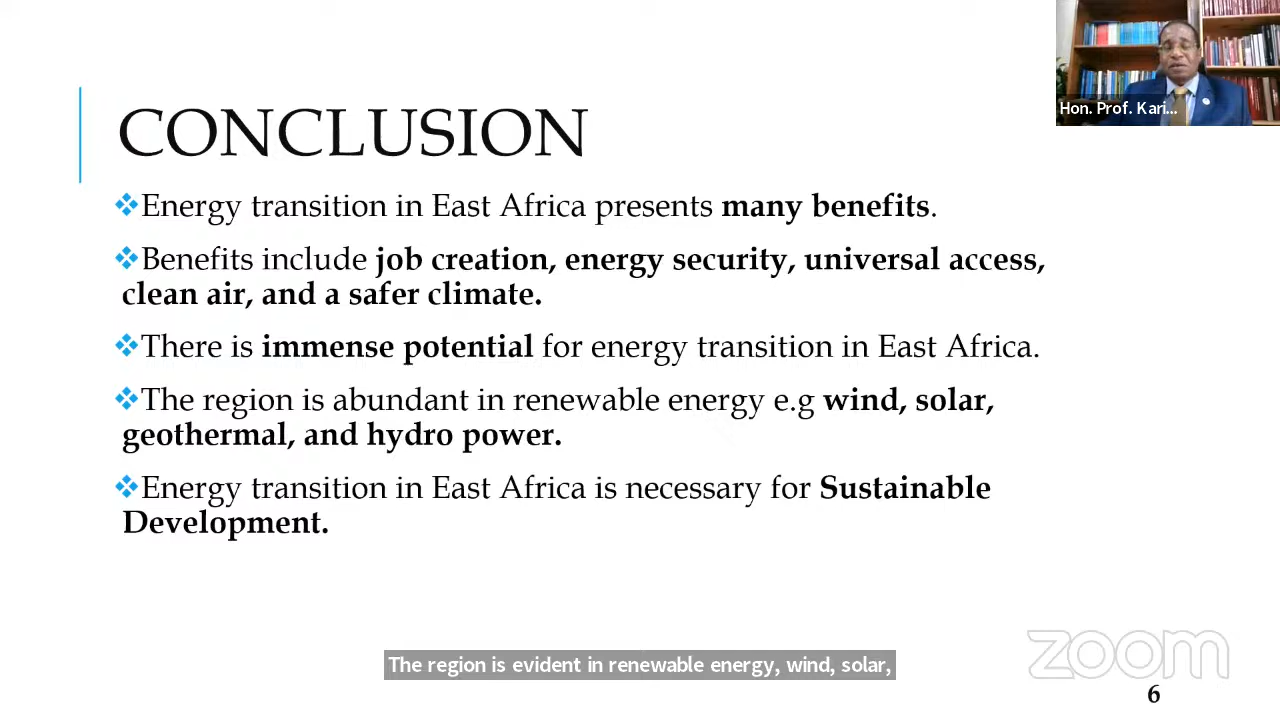 Hon. Prof. Kari...
CONCLUSION
❖Energy transition in East Africa presents many benefits.
❖Benefits include job creation, energy security, universal access,
clean air, and a safer climate.
❖There is immense potential for energy transition in East Africa.
❖The region is abundant in renewable energy e.g wind, solar,
geothermal, and hydro power.
❖Energy transition in East Africa is necessary for Sustainable
Development.
The region is evident in renewable energy, wind, solar,
zoom
6